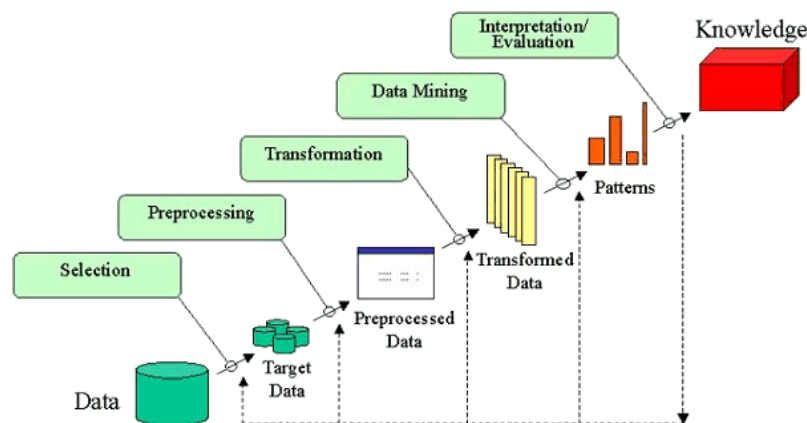 Interpretation/
Evaluation
Knowledge
Data Mining
Transformation
Patterns
Preprocessing
Transformed
Data
Selection
Preprocessed
Data
Target
Data
Data